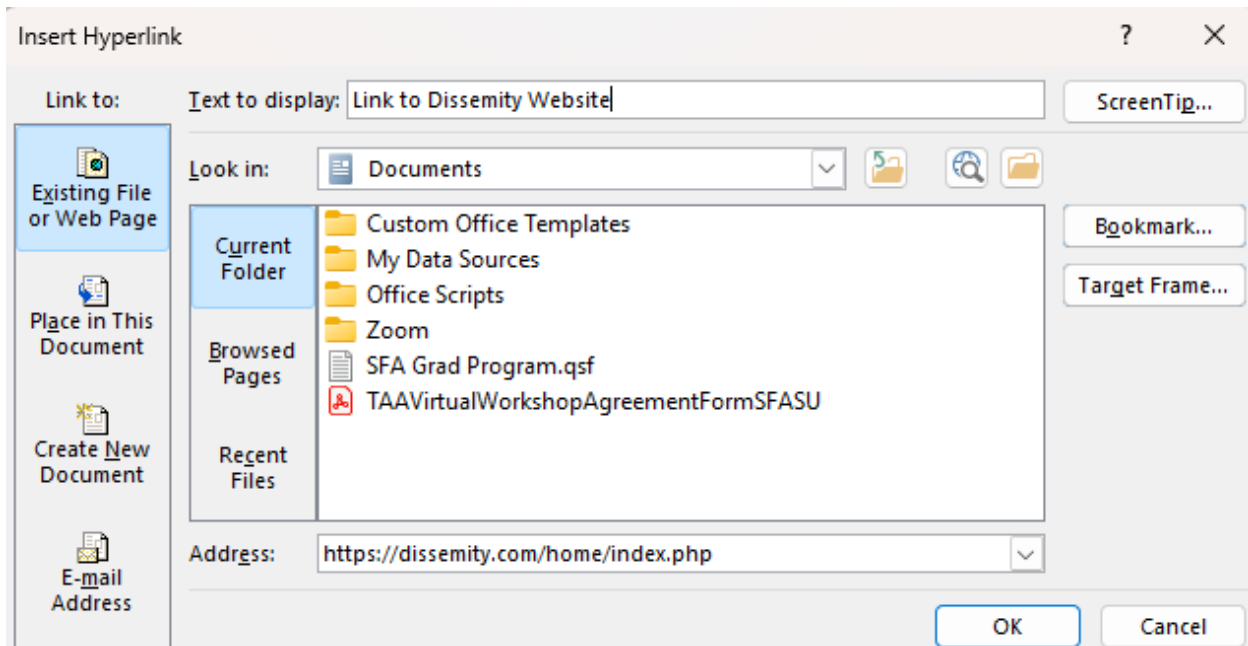 Insert Hyperlink
?
Link to:
Text to display: Link to Dissemity Website
ScreenTip...
Existing File
or Web Page
Look in: Documents
Current
Folder
Custom Office Templates
My Data Sources
Office Scripts
Zoom
SFA Grad Program.qsf
TAAVirtualWorkshopAgreementFormSFASU
Bookmark...
Target Frame...
Place in This
Document
Browsed
Pages
Create New
Document
Recent
Files
E-mail
Address
Address: https://dissemity.com/home/index.php
OK
Cancel